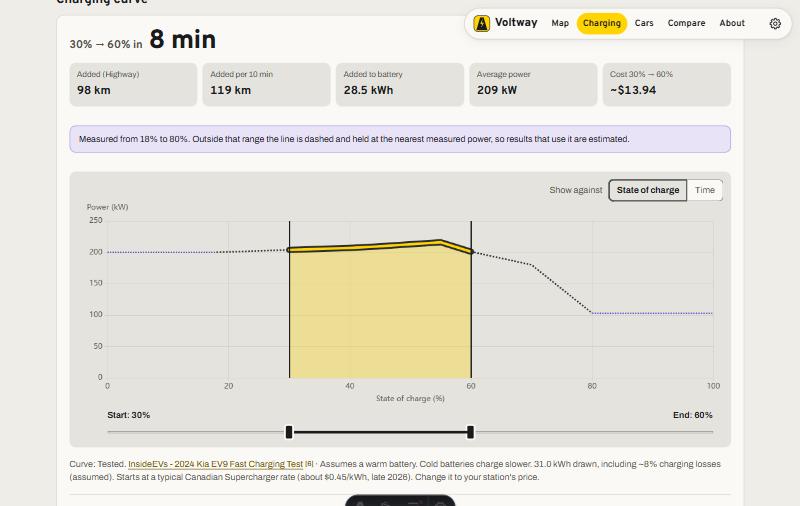 Charging curve
Voltway Map Charging Cars Compare About
30% → 60% in 8 min
Added (Highway) Added per 10 min Added to battery Average power Cost 30% → 60%
98 km 119 km 28.5 kWh 209 kW ~$13.94
Measured from 18% to 80%. Outside that range the line is dashed and held at the nearest measured power, so results that use it are estimated.
Show against State of charge Time
Power (kW)
250
200
150
100
50
0
0 20 40 60 80 100
State of charge (%)
Start: 30% End: 60%
Curve: Tested. InsideEVs - 2024 Kia EV9 Fast Charging Test [6] · Assumes a warm battery. Cold batteries charge slower. 31.0 kWh drawn, including ~8% charging losses
(assumed). Starts at a typical Canadian Supercharger rate (about $0.45/kWh, late 2026). Change it to your station's price.